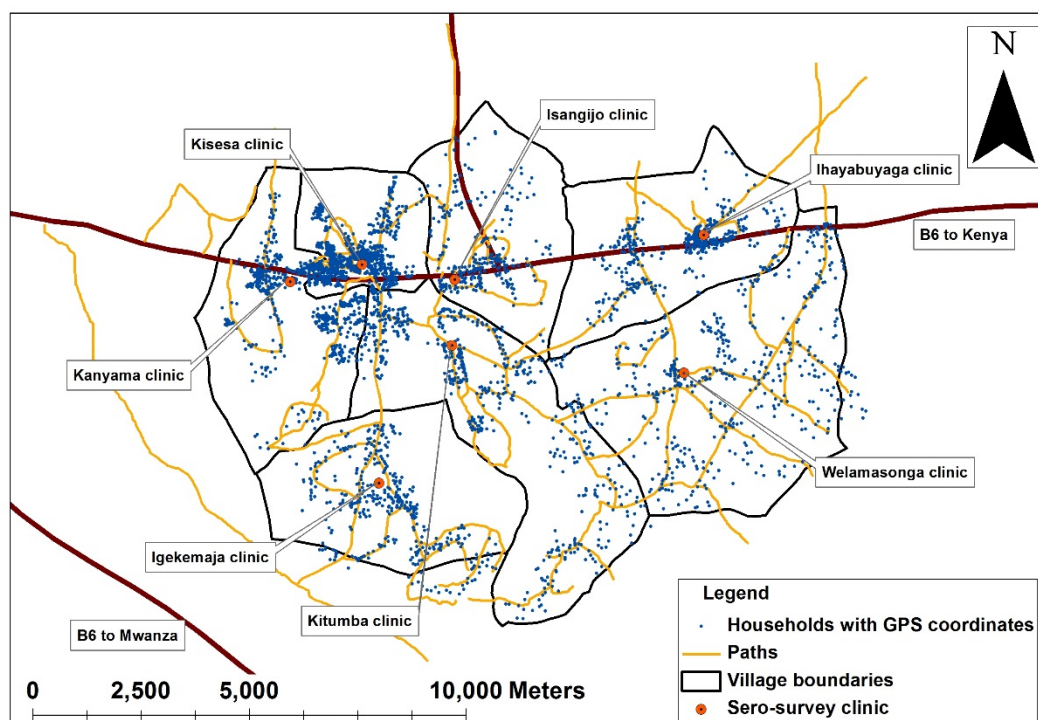 N
Isangijo clinic
Kisesa clinic
Ihayabuyaga clinic
B6 to Kenya
Kanyama clinic
Welamasonga clinic
Igekemaja clinic
Kitumba clinic
B6 to Mwanza
Legend
Households with GPS coordinates
Paths
Village boundaries
Sero-survey clinic
0 2,500 5,000 10,000 Meters